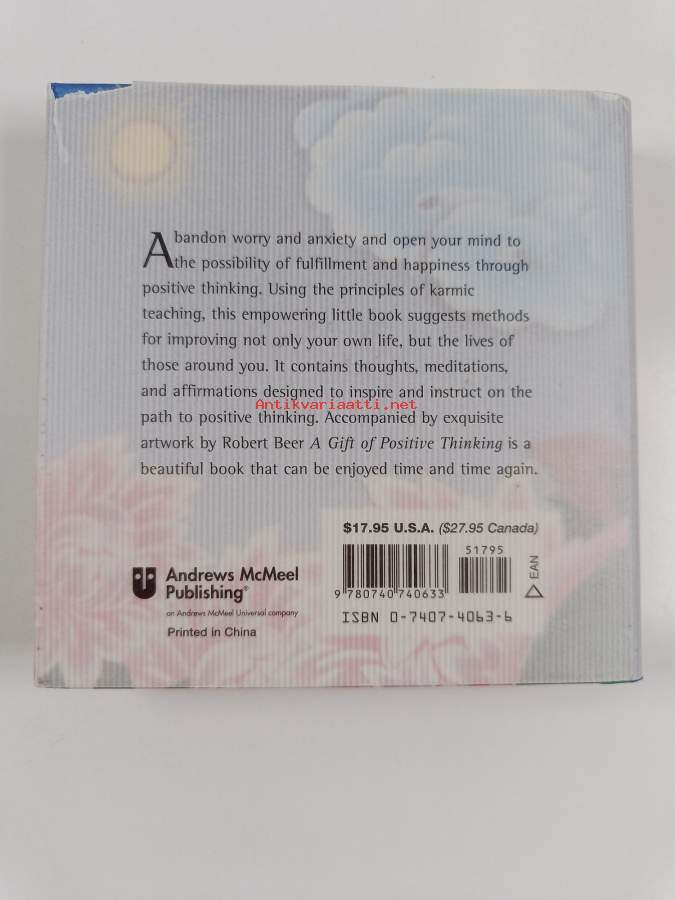 Abandon worry and anxiety and open your mind to
the possibility of fulfillment and happiness through
positive thinking. Using the principles of karmic
teaching, this empowering little book suggests methods
for improving not only your own life, but the lives of
those around you. It contains thoughts, meditations,
and affirmations designed to inspire and instruct on the
Antikvariaatti.net
path to positive thinking. Accompanied by exquisite
artwork by Robert Beer A Gift of Positive Thinking is a
beautiful book that can be enjoyed time and time again.
$17.95 U.S.A. ($27.95 Canada)
51795
EAN
9 780740 740633
ISBN 0-7407-4063-6
Andrews McMeel
Publishing®
an Andrews McMeel Universal company
Printed in China